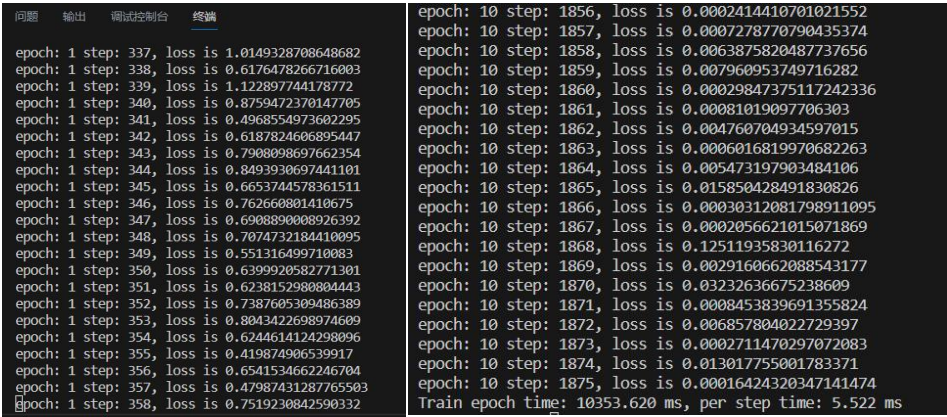 问题 输出 调试控制台 终端
epoch: 1 step: 337, loss is 1.0149328708648682
epoch: 1 step: 338, loss is 0.6176478266716003
epoch: 1 step: 339, loss is 1.122897744178772
epoch: 1 step: 340, loss is 0.8759472370147705
epoch: 1 step: 341, loss is 0.4968554973602295
epoch: 1 step: 342, loss is 0.6187824606895447
epoch: 1 step: 343, loss is 0.7908098697662354
epoch: 1 step: 344, loss is 0.8493930697441101
epoch: 1 step: 345, loss is 0.6653744578361511
epoch: 1 step: 346, loss is 0.762660801410675
epoch: 1 step: 347, loss is 0.6908890008926392
epoch: 1 step: 348, loss is 0.7074732184410095
epoch: 1 step: 349, loss is 0.551316499710083
epoch: 1 step: 350, loss is 0.6399920582771301
epoch: 1 step: 351, loss is 0.6238152980804443
epoch: 1 step: 352, loss is 0.7387605309486389
epoch: 1 step: 353, loss is 0.8043422698974609
epoch: 1 step: 354, loss is 0.6244614124298096
epoch: 1 step: 355, loss is 0.419874906539917
epoch: 1 step: 356, loss is 0.6541534662246704
epoch: 1 step: 357, loss is 0.47987431287765503
epoch: 1 step: 358, loss is 0.7519230842590332
epoch: 10 step: 1856, loss is 0.0002414410701021552
epoch: 10 step: 1857, loss is 0.0007278770790435374
epoch: 10 step: 1858, loss is 0.0063875820487737656
epoch: 10 step: 1859, loss is 0.007960953749716282
epoch: 10 step: 1860, loss is 0.00029847375117242336
epoch: 10 step: 1861, loss is 0.00081019097706303
epoch: 10 step: 1862, loss is 0.004760704934597015
epoch: 10 step: 1863, loss is 0.0006016819970682263
epoch: 10 step: 1864, loss is 0.005473197903484106
epoch: 10 step: 1865, loss is 0.015850428491830826
epoch: 10 step: 1866, loss is 0.00030312081798911095
epoch: 10 step: 1867, loss is 0.0002056621015071869
epoch: 10 step: 1868, loss is 0.12511935830116272
epoch: 10 step: 1869, loss is 0.0029160662088543177
epoch: 10 step: 1870, loss is 0.03232636675238609
epoch: 10 step: 1871, loss is 0.0008453839691355824
epoch: 10 step: 1872, loss is 0.006857804022729397
epoch: 10 step: 1873, loss is 0.0002711470297072083
epoch: 10 step: 1874, loss is 0.013017755001783371
epoch: 10 step: 1875, loss is 0.00016424320347141474
Train epoch time: 10353.620 ms, per step time: 5.522 ms